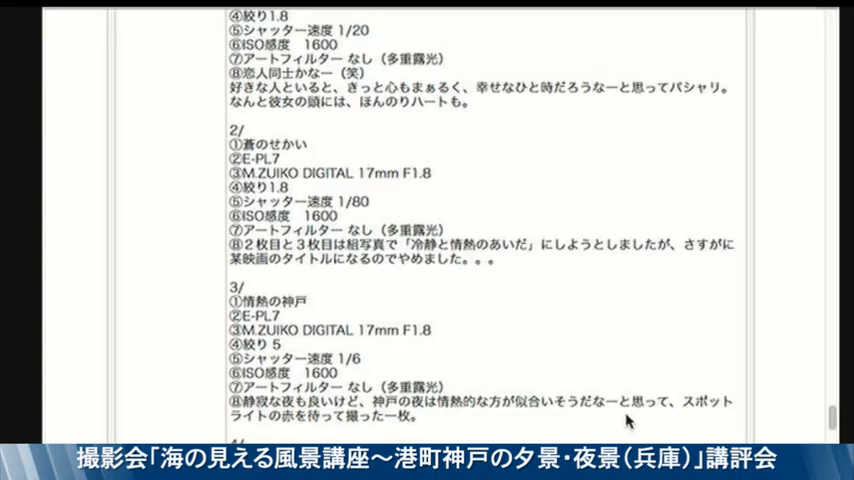 ④絞り1.8
⑤シャッター速度 1/20
⑥ISO感度　1600
⑦アートフィルター なし（多重露光）
⑧恋人同士かなー（笑）
好きな人といると、きっと心もまぁるく、幸せなひと時だろうなーと思ってパシャリ。
なんと彼女の頭には、ほんのりハートも。
2/
①蒼のせかい
②E-PL7
③M.ZUIKO DIGITAL 17mm F1.8
④絞り1.8
⑤シャッター速度 1/80
⑥ISO感度　1600
⑦アートフィルター なし（多重露光）
⑧２枚目と３枚目は組写真で「冷静と情熱のあいだ」にしようとしましたが、さすがに
某映画のタイトルになるのでやめました。。。
3/
①情熱の神戸
②E-PL7
③M.ZUIKO DIGITAL 17mm F1.8
④絞り 5
⑤シャッター速度 1/6
⑥ISO感度　1600
⑦アートフィルター なし（多重露光）
⑧静寂な夜も良いけど、神戸の夜は情熱的な方が似合いそうだなーと思って、スポット
ライトの赤を待って撮った一枚。
撮影会「海の見える風景講座～港町神戸の夕景・夜景（兵庫）」講評会